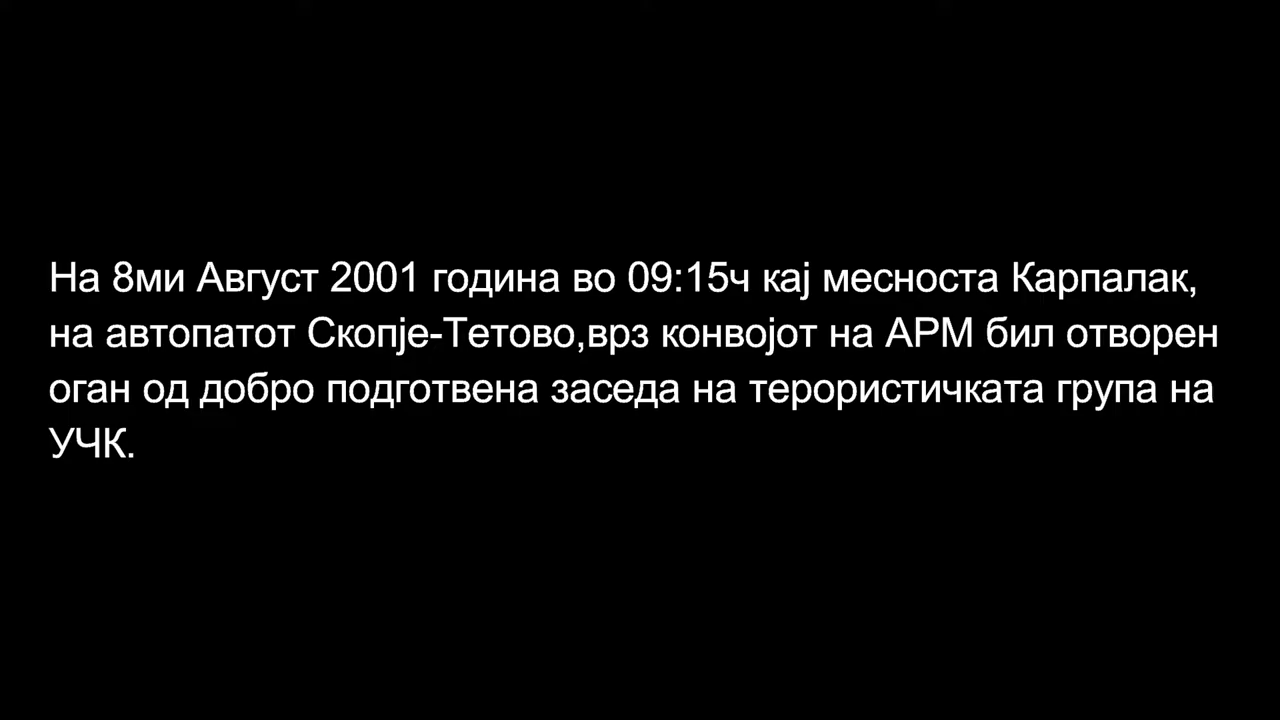 На 8ми Август 2001 година во 09:15ч кај месноста Карпалак,
на автопатот Скопје-Тетово,врз конвојот на АРМ бил отворен
оган од добро подготвена заседа на терористичката група на
УЧК.